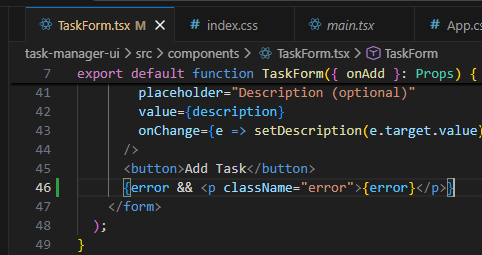 TaskForm.tsx M
index.css
main.tsx
App.cs
task-manager-ui > src > components > TaskForm.tsx > TaskForm
7 export default function TaskForm({ onAdd }: Props) {
41 placeholder="Description (optional)"
42 value={description}
43 onChange={e => setDescription(e.target.value)
44 />
45 <button>Add Task</button>
46 {error && <p className="error">{error}</p>}
47 </form>
48 );
49 }